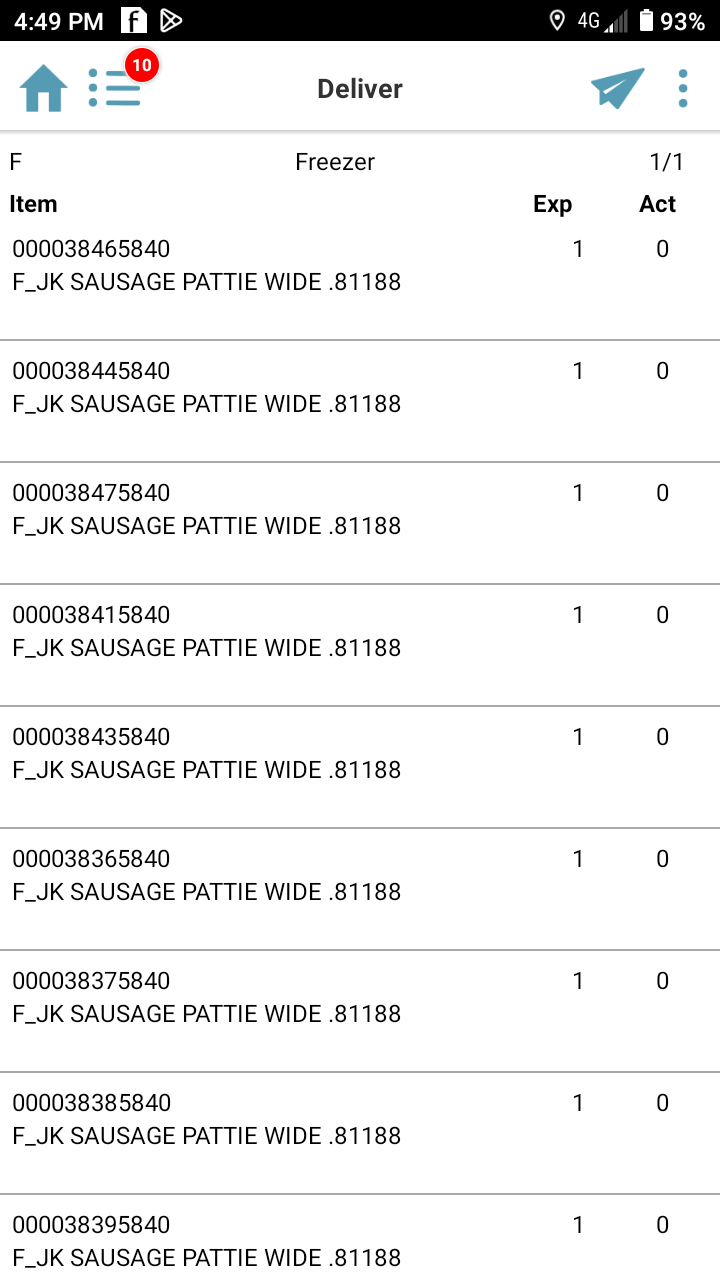 4:49 PM f 4G 93%
10
Deliver
F Freezer 1/1
Item Exp Act
000038465840 1 0
F_JK SAUSAGE PATTIE WIDE .81188
000038445840 1 0
F_JK SAUSAGE PATTIE WIDE .81188
000038475840 1 0
F_JK SAUSAGE PATTIE WIDE .81188
000038415840 1 0
F_JK SAUSAGE PATTIE WIDE .81188
000038435840 1 0
F_JK SAUSAGE PATTIE WIDE .81188
000038365840 1 0
F_JK SAUSAGE PATTIE WIDE .81188
000038375840 1 0
F_JK SAUSAGE PATTIE WIDE .81188
000038385840 1 0
F_JK SAUSAGE PATTIE WIDE .81188
000038395840 1 0
F_JK SAUSAGE PATTIE WIDE .81188